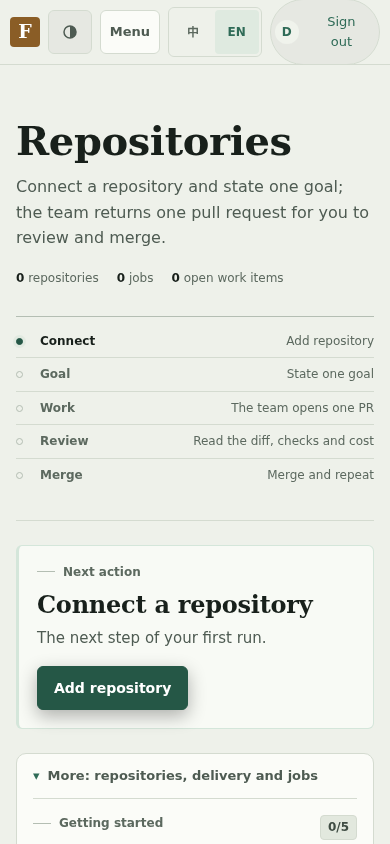 F
Menu
中
EN
D
Sign
out
Repositories
Connect a repository and state one goal;
the team returns one pull request for you to
review and merge.
0 repositories 0 jobs 0 open work items
Connect Add repository
Goal State one goal
Work The team opens one PR
Review Read the diff, checks and cost
Merge Merge and repeat
Next action
Connect a repository
The next step of your first run.
Add repository
▾ More: repositories, delivery and jobs
Getting started 0/5